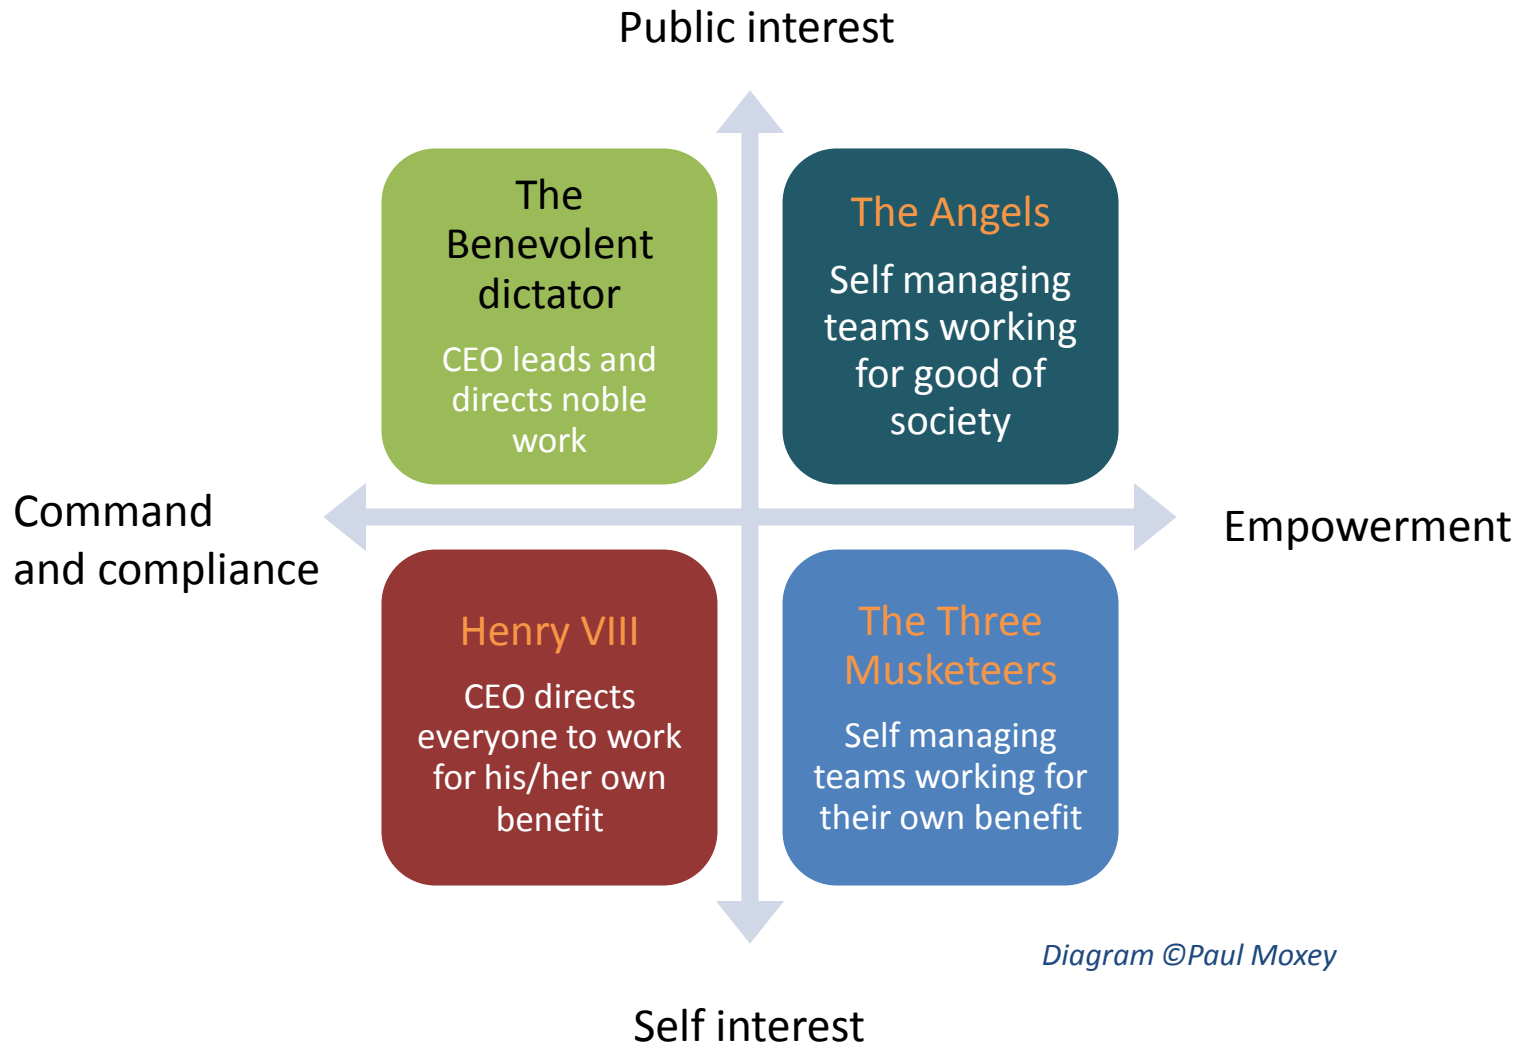 Public interest
The
Benevolent
dictator
CEO leads and
directs noble
work
The Angels
Self managing
teams working
for good of
society
Command
and compliance
Empowerment
Henry VIII
CEO directs
everyone to work
for his/her own
benefit
The Three
Musketeers
Self managing
teams working for
their own benefit
Diagram ©Paul Moxey
Self interest